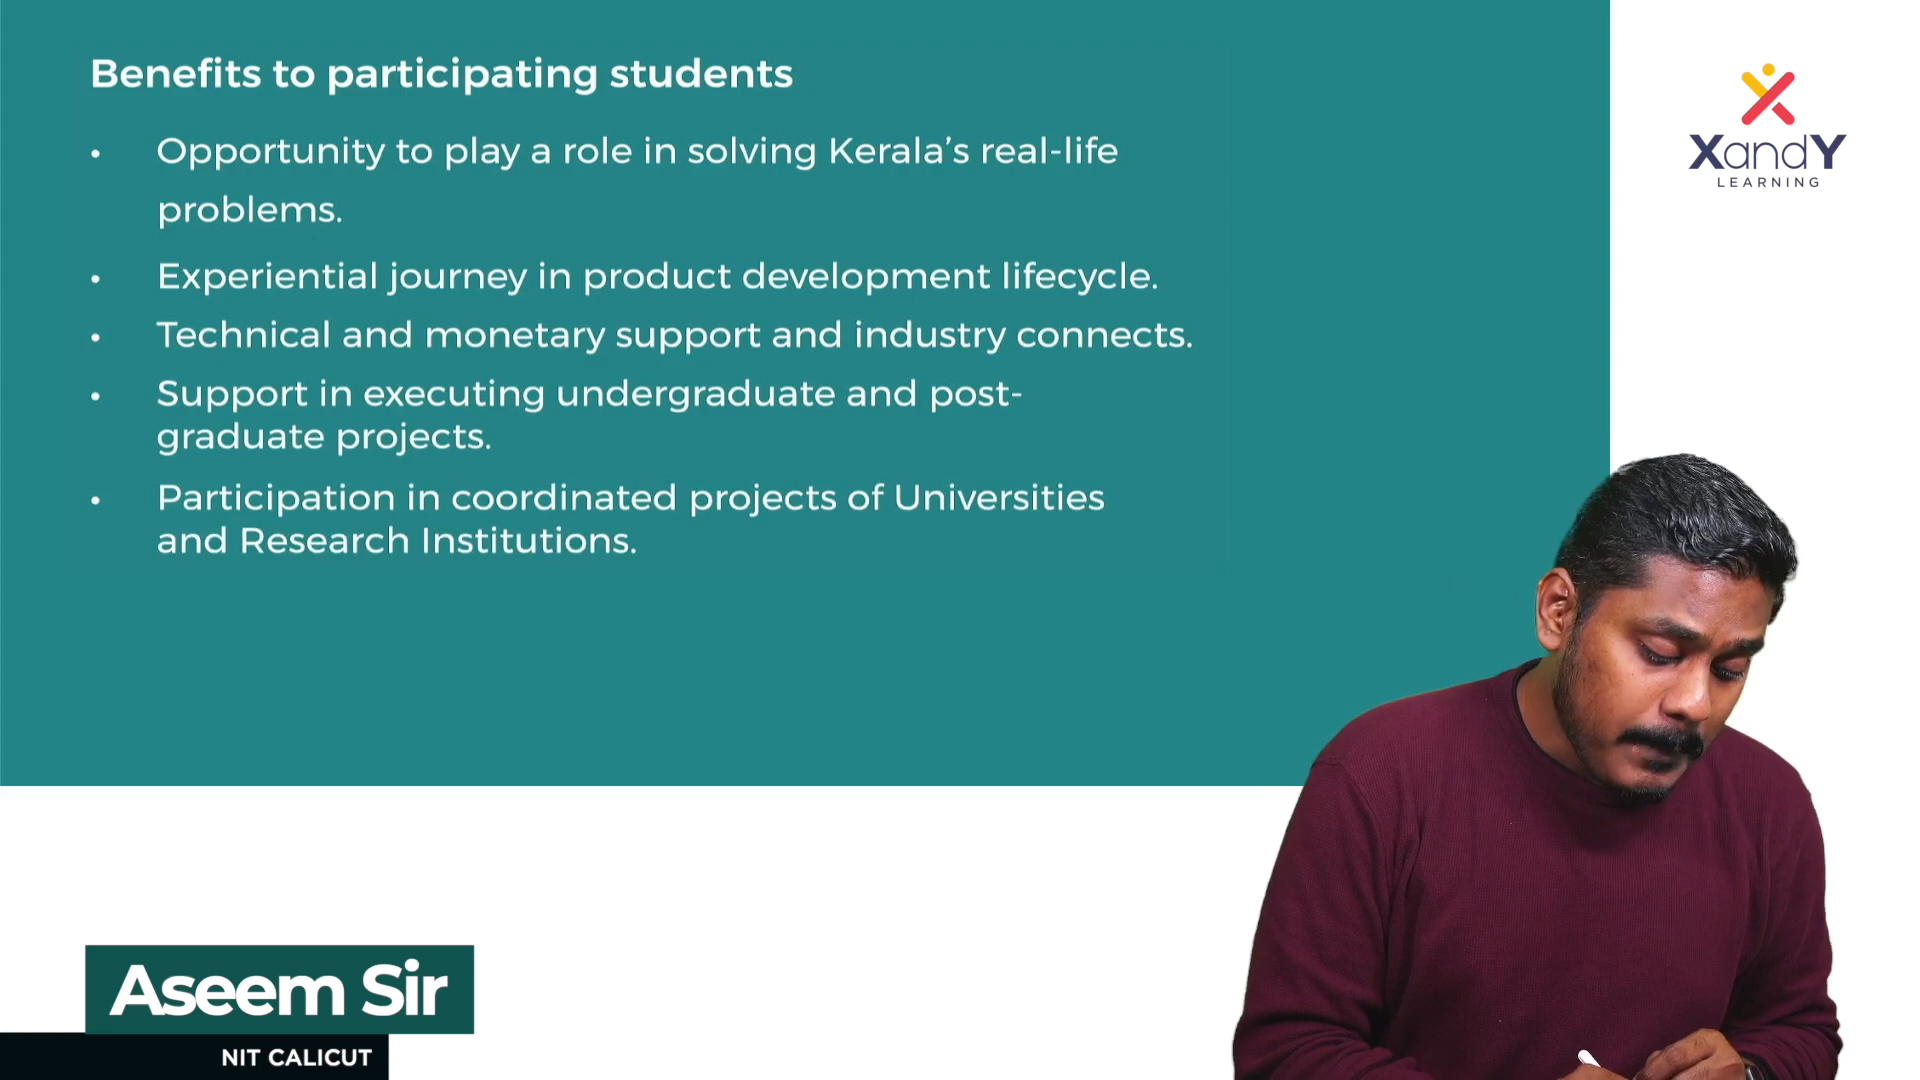 Benefits to participating students
• Opportunity to play a role in solving Kerala's real-life
problems.
• Experiential journey in product development lifecycle.
• Technical and monetary support and industry connects.
• Support in executing undergraduate and post-
graduate projects.
• Participation in coordinated projects of Universities
and Research Institutions.
XandY
LEARNING
Aseem Sir
NIT CALICUT